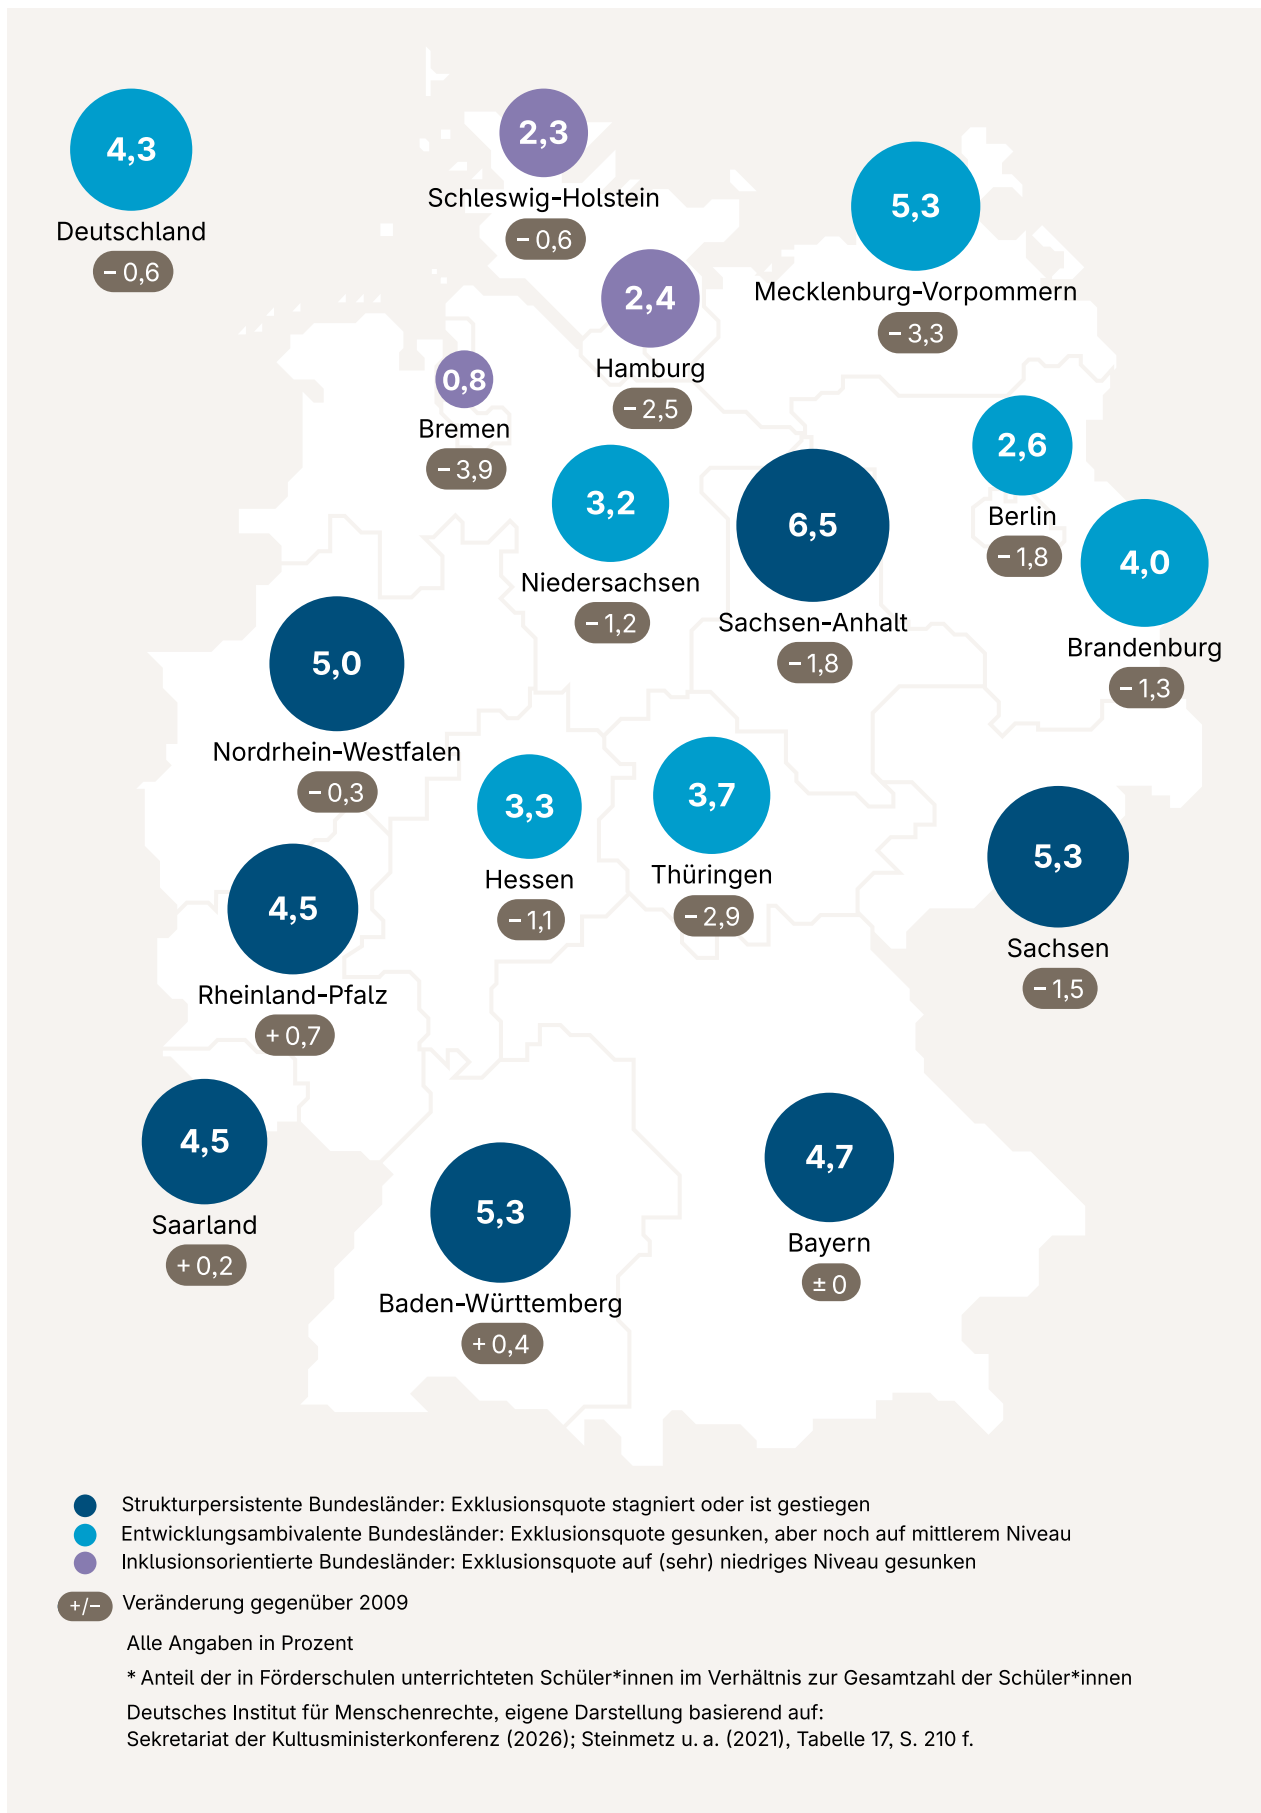 4,3
Deutschland
– 0,6
2,3
Schleswig-Holstein
– 0,6
5,3
Mecklenburg-Vorpommern
– 3,3
2,4
Hamburg
– 2,5
0,8
Bremen
– 3,9
2,6
Berlin
– 1,8
3,2
Niedersachsen
– 1,2
6,5
Sachsen-Anhalt
– 1,8
4,0
Brandenburg
– 1,3
5,0
Nordrhein-Westfalen
– 0,3
3,3
Hessen
– 1,1
3,7
Thüringen
– 2,9
5,3
Sachsen
– 1,5
4,5
Rheinland-Pfalz
+ 0,7
4,5
Saarland
+ 0,2
5,3
Baden-Württemberg
+ 0,4
4,7
Bayern
± 0
Strukturpersistente Bundesländer: Exklusionsquote stagniert oder ist gestiegen
Entwicklungsambivalente Bundesländer: Exklusionsquote gesunken, aber noch auf mittlerem Niveau
Inklusionsorientierte Bundesländer: Exklusionsquote auf (sehr) niedriges Niveau gesunken
+/– Veränderung gegenüber 2009
Alle Angaben in Prozent
* Anteil der in Förderschulen unterrichteten Schüler*innen im Verhältnis zur Gesamtzahl der Schüler*innen
Deutsches Institut für Menschenrechte, eigene Darstellung basierend auf:
Sekretariat der Kultusministerkonferenz (2026); Steinmetz u. a. (2021), Tabelle 17, S. 210 f.